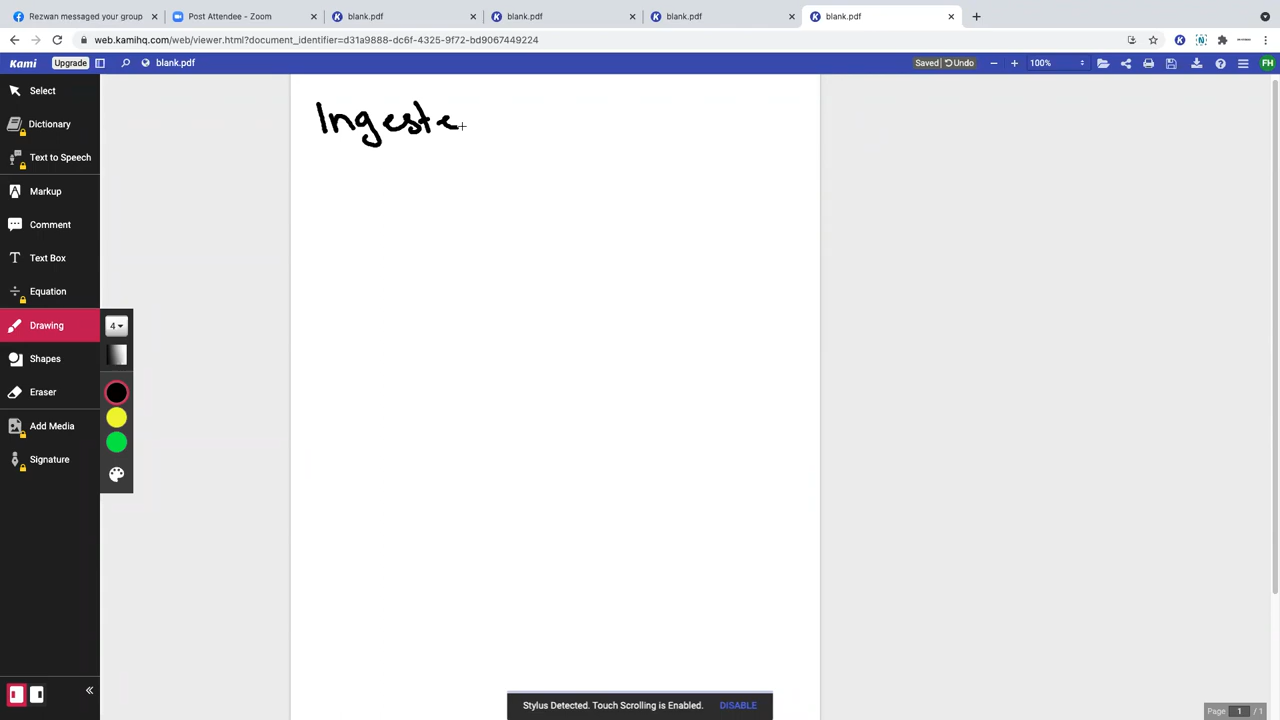 Rezwan messaged your group
Post Attendee - Zoom
blank.pdf
blank.pdf
blank.pdf
blank.pdf
web.kamihq.com/web/viewer.html?document_identifier=d31a9888-dc6f-4325-9f72-bd9067449224
Kami Upgrade blank.pdf Saved Undo 100% FH
Select
Dictionary
Text to Speech
Markup
Comment
Text Box
Equation
Drawing
Shapes
Eraser
Add Media
Signature
4
Ingeste
Stylus Detected. Touch Scrolling is Enabled. DISABLE
Page: 1 / 1